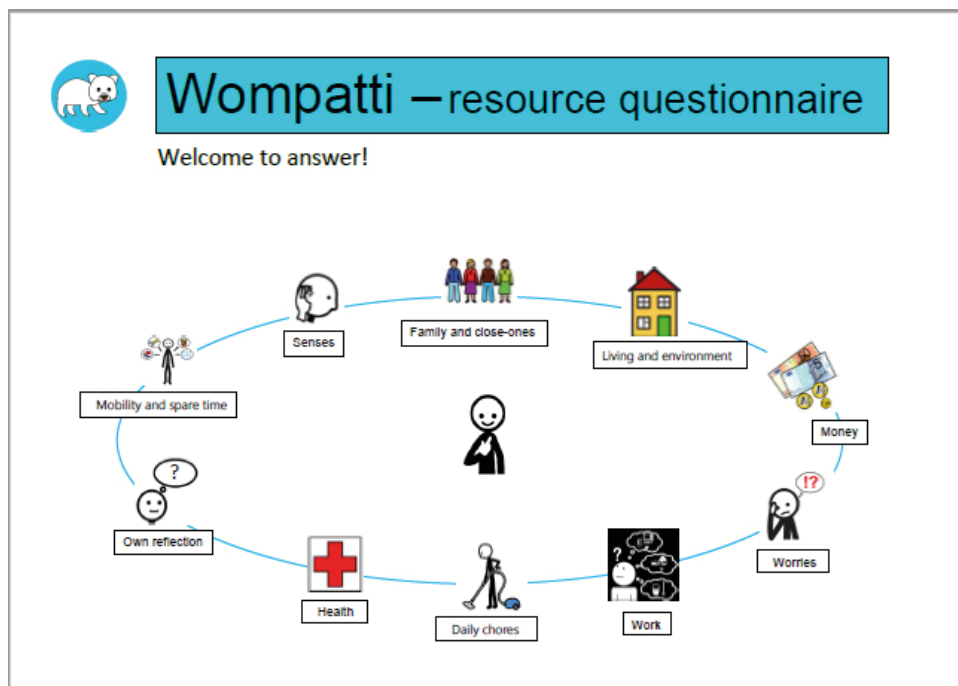 Wompatti – resource questionnaire
Welcome to answer!
Family and close-ones
Senses
Living and environment
Mobility and spare time
Money
?
!?
Own reflection
Worries
?
Health
Daily chores
Work